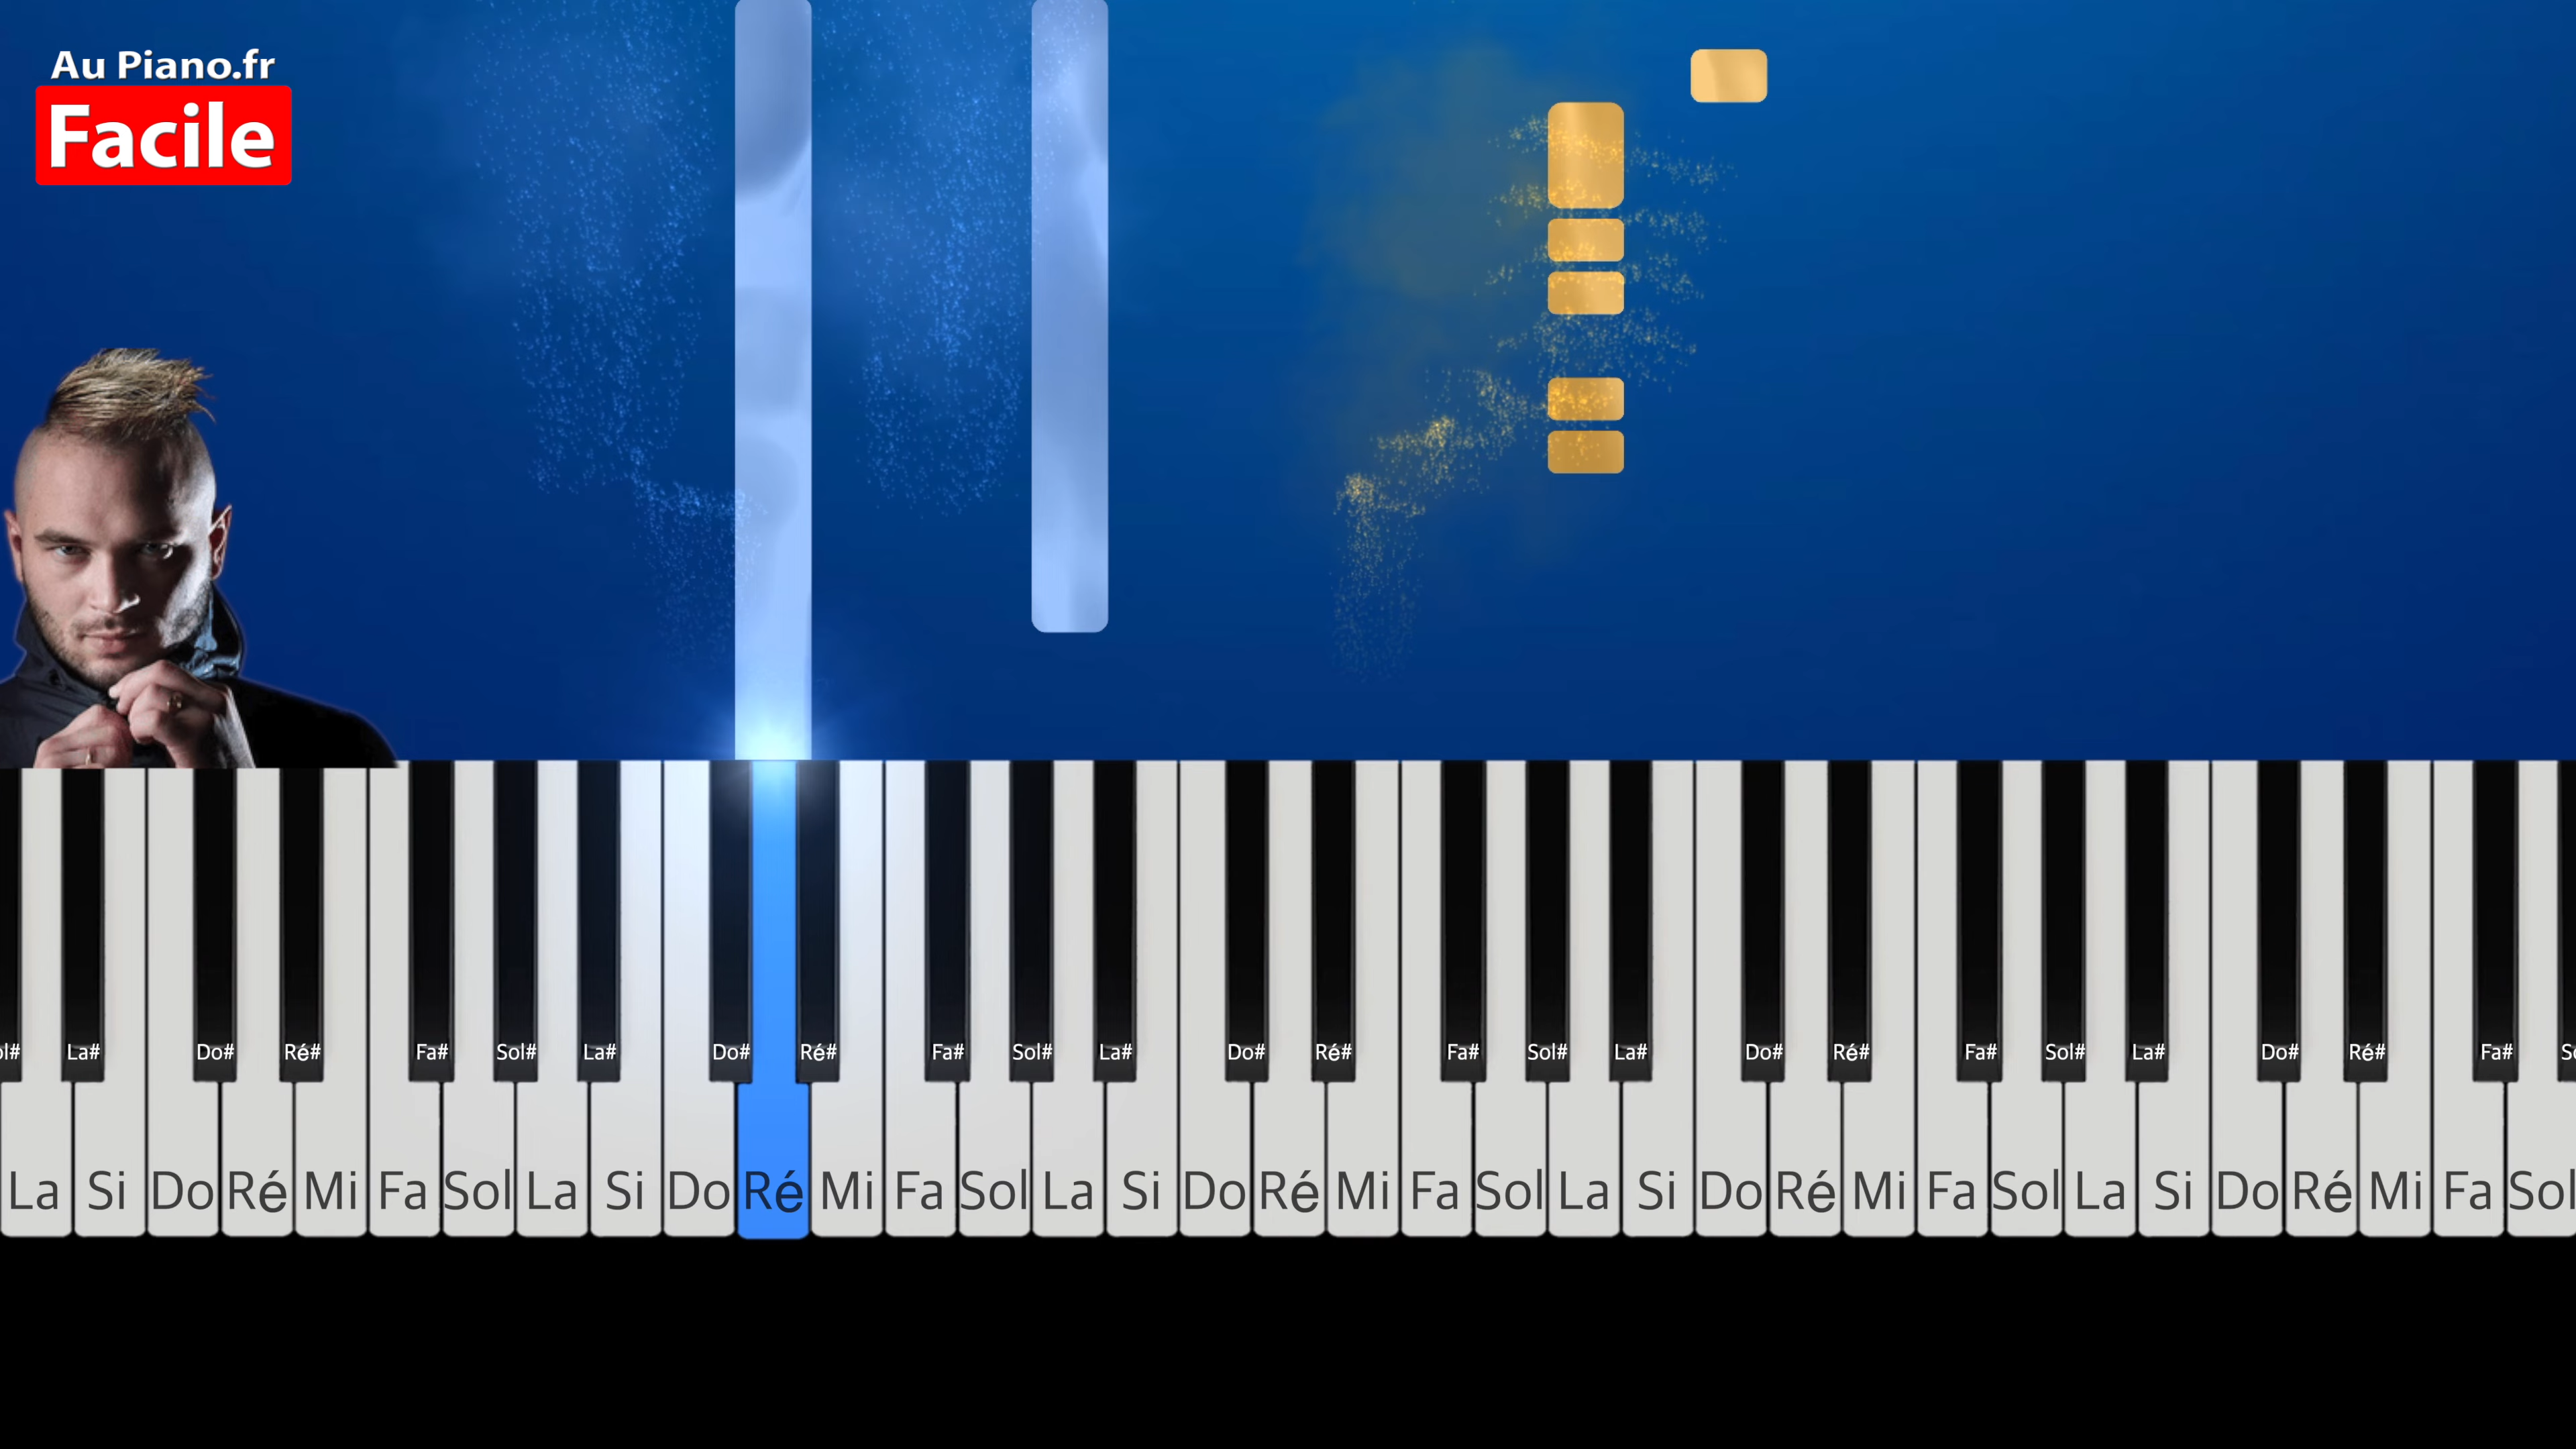 Au Piano.fr
Facile
La# Do# Ré# Fa# Sol# La# Do# Ré# Fa# Sol# La# Do# Ré# Fa# Sol# La# Do# Ré# Fa# Sol# La# Do# Ré# Fa#
La Si Do Ré Mi Fa Sol La Si Do Ré Mi Fa Sol La Si Do Ré Mi Fa Sol La Si Do Ré Mi Fa Sol La Si Do Ré Mi Fa Sol